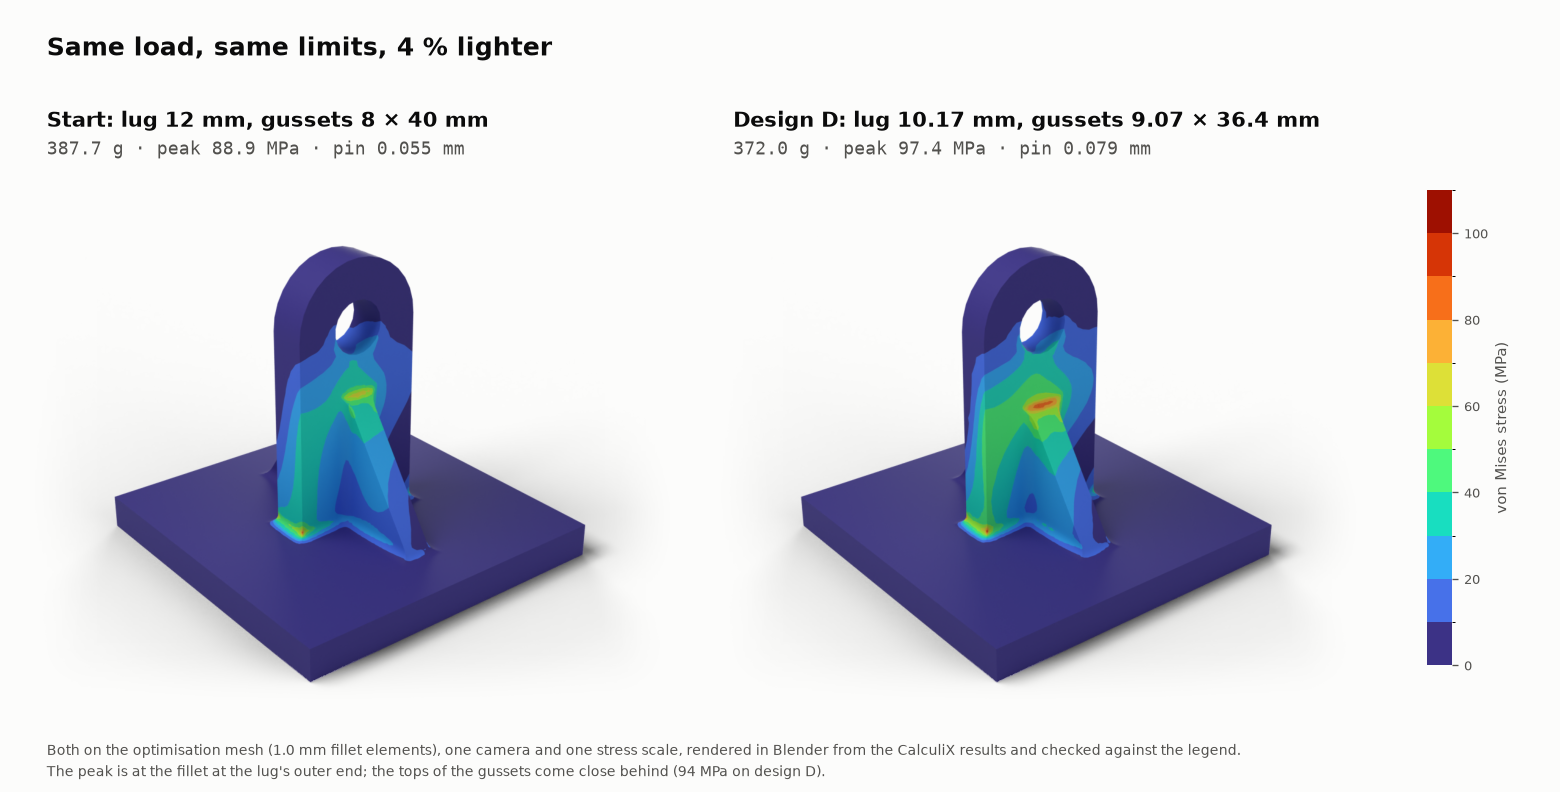 Same load, same limits, 4 % lighter
Start: lug 12 mm, gussets 8 × 40 mm
387.7 g · peak 88.9 MPa · pin 0.055 mm
Design D: lug 10.17 mm, gussets 9.07 × 36.4 mm
372.0 g · peak 97.4 MPa · pin 0.079 mm
100
80
60
40
20
0
von Mises stress (MPa)
Both on the optimisation mesh (1.0 mm fillet elements), one camera and one stress scale, rendered in Blender from the CalculiX results and checked against the legend.
The peak is at the fillet at the lug's outer end; the tops of the gussets come close behind (94 MPa on design D).